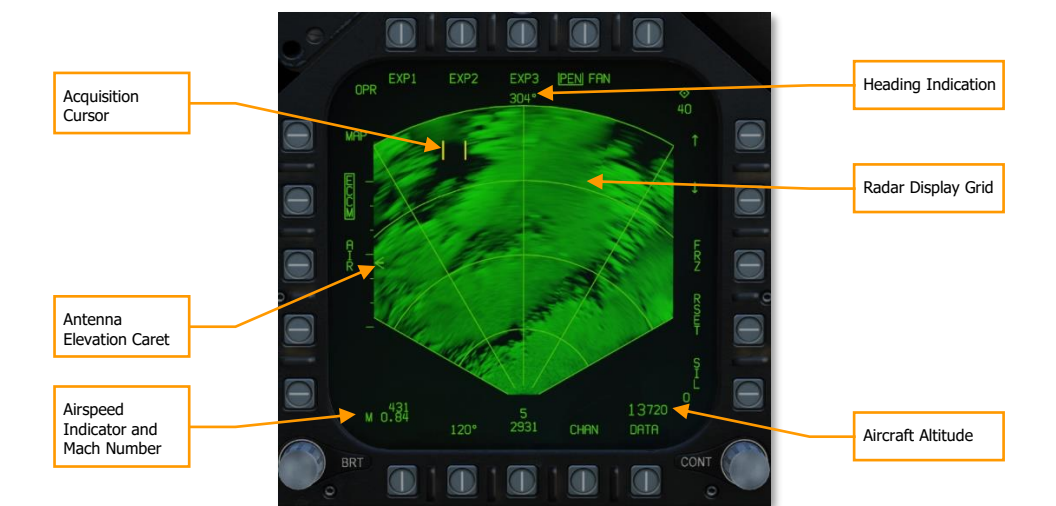 EXP1 EXP2 EXP3 PEN FAN
OPR
304°
40
MAP
ECCM
AIR
FRZ
RSET
SIL
0
431
M 0.84
5
13720
120° 2931 CHAN DATA
BRT
CONT
Acquisition
Cursor
Antenna
Elevation Caret
Airspeed
Indicator and
Mach Number
Heading Indication
Radar Display Grid
Aircraft Altitude